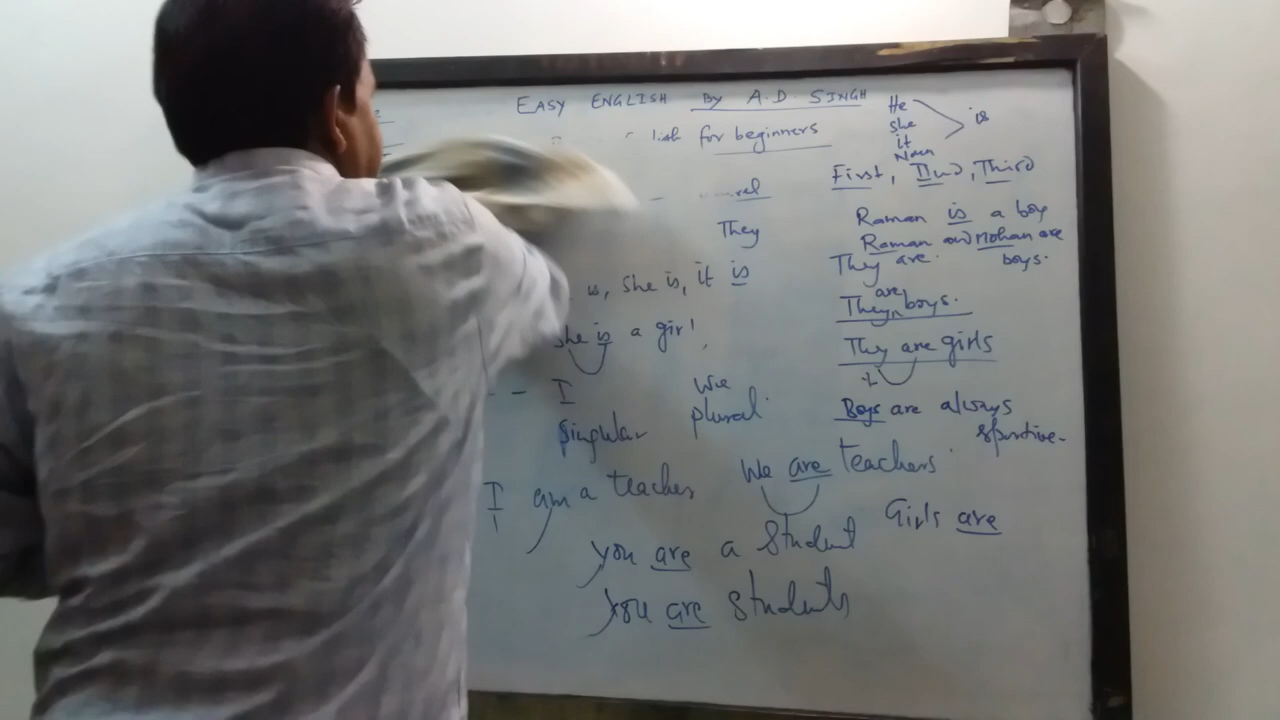 EASY ENGLISH BY A.D. SINGH
for beginners
They
is, she is, it is
she is a girl
I We
singular plural
I am a teacher We are teachers
you are a student
you are students
He
she
it
Noun
is
First, IInd, Third
Raman is a boy
Raman and Mohan are
boys.
They are
They are boys.
They are girls
Boys are always
sportive.
Girls are